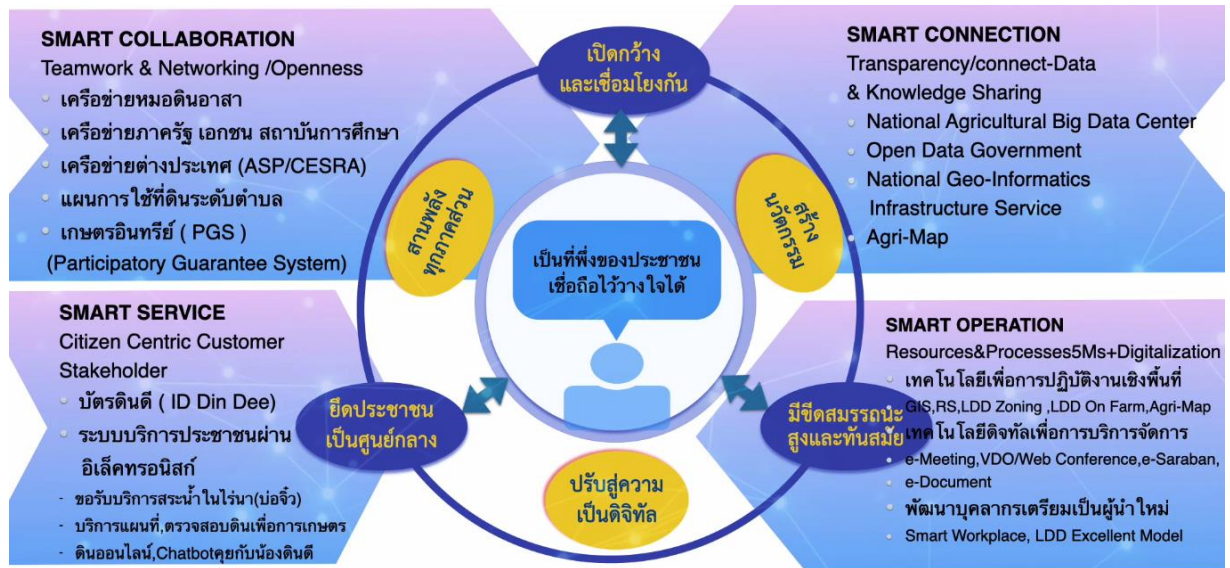 SMART COLLABORATION
Teamwork & Networking /Openness
เครือข่ายหมอดินอาสา
เครือข่ายภาครัฐ เอกชน สถาบันการศึกษา
เครือข่ายต่างประเทศ (ASP/CESRA)
แผนการใช้ที่ดินระดับตำบล
เกษตรอินทรีย์ ( PGS )
(Participatory Guarantee System)
เปิดกว้าง
และเชื่อมโยงกัน
SMART CONNECTION
Transparency/connect-Data
& Knowledge Sharing
National Agricultural Big Data Center
Open Data Government
National Geo-Informatics
Infrastructure Service
Agri-Map
สานพลัง
ทุกภาคส่วน
สร้าง
นวัตกรรม
เป็นที่พึ่งของประชาชน
เชื่อถือไว้วางใจได้
SMART SERVICE
Citizen Centric Customer
Stakeholder
บัตรดินดี ( ID Din Dee)
ระบบบริการประชาชนผ่าน
อิเล็คทรอนิสก์
- ขอรับบริการสระน้ำในไร่นา(บ่อจิ๋ว)
- บริการแผนที่,ตรวจสอบดินเพื่อการเกษตร
- ดินออนไลน์,Chatbotคุยกับน้องดินดี
ยึดประชาชน
เป็นศูนย์กลาง
ปรับสู่ความ
เป็นดิจิทัล
มีขีดสมรรถนะ
สูงและทันสมัย
SMART OPERATION
Resources&Processes5Ms+Digitalization
เทคโนโลยีเพื่อการปฏิบัติงานเชิงพื้นที่
GIS,RS,LDD Zoning ,LDD On Farm,Agri-Map
เทคโนโลยีดิจทัลเพื่อการบริการจัดการ
e-Meeting,VDO/Web Conference,e-Saraban,
e-Document
พัฒนาบุคลากรเตรียมเป็นผู้นำใหม่
Smart Workplace, LDD Excellent Model